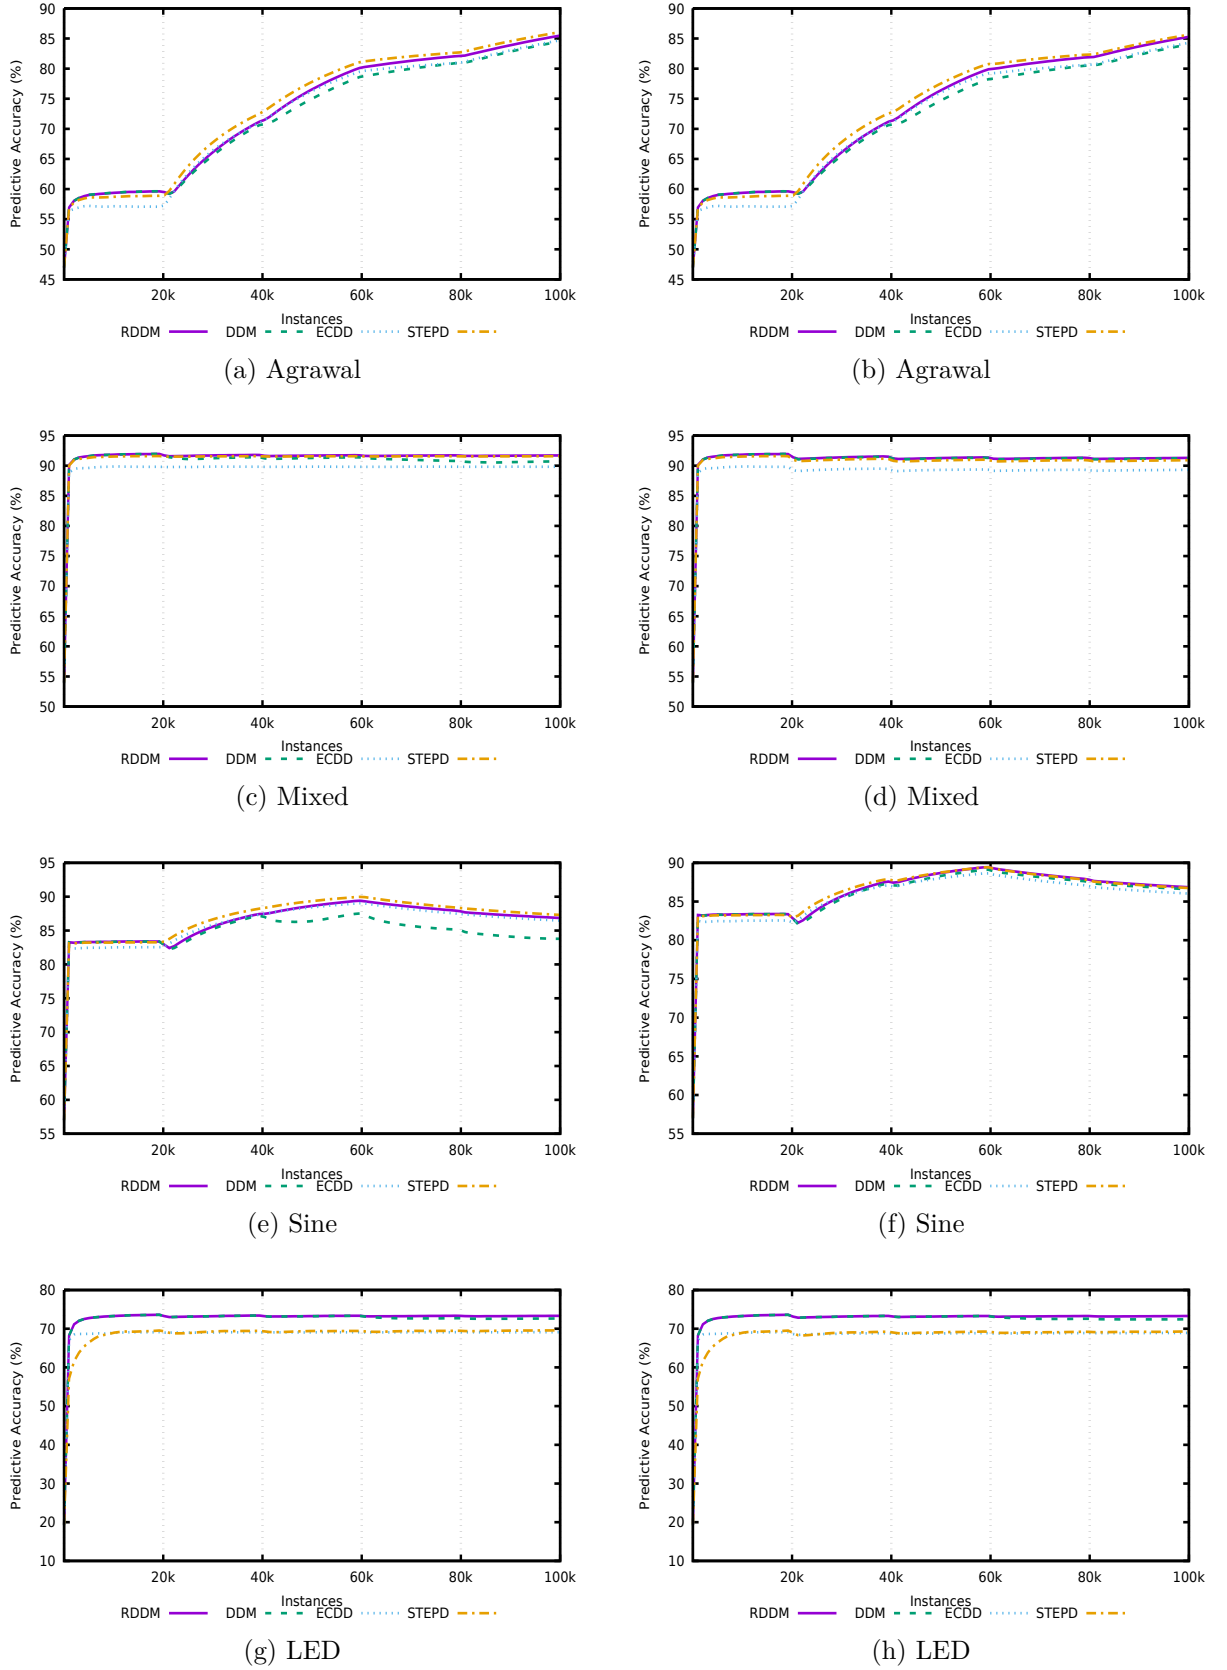 Predictive Accuracy (%)
90
85
80
75
70
65
60
55
50
45
20k 40k 60k 80k 100k
Instances
RDDM DDM ECDD STEPD
(a) Agrawal
Predictive Accuracy (%)
90
85
80
75
70
65
60
55
50
45
20k 40k 60k 80k 100k
Instances
RDDM DDM ECDD STEPD
(b) Agrawal
Predictive Accuracy (%)
95
90
85
80
75
70
65
60
55
50
20k 40k 60k 80k 100k
Instances
RDDM DDM ECDD STEPD
(c) Mixed
Predictive Accuracy (%)
95
90
85
80
75
70
65
60
55
50
20k 40k 60k 80k 100k
Instances
RDDM DDM ECDD STEPD
(d) Mixed
Predictive Accuracy (%)
95
90
85
80
75
70
65
60
55
20k 40k 60k 80k 100k
Instances
RDDM DDM ECDD STEPD
(e) Sine
Predictive Accuracy (%)
90
85
80
75
70
65
60
55
20k 40k 60k 80k 100k
Instances
RDDM DDM ECDD STEPD
(f) Sine
Predictive Accuracy (%)
80
70
60
50
40
30
20
10
20k 40k 60k 80k 100k
Instances
RDDM DDM ECDD STEPD
(g) LED
Predictive Accuracy (%)
80
70
60
50
40
30
20
10
20k 40k 60k 80k 100k
Instances
RDDM DDM ECDD STEPD
(h) LED